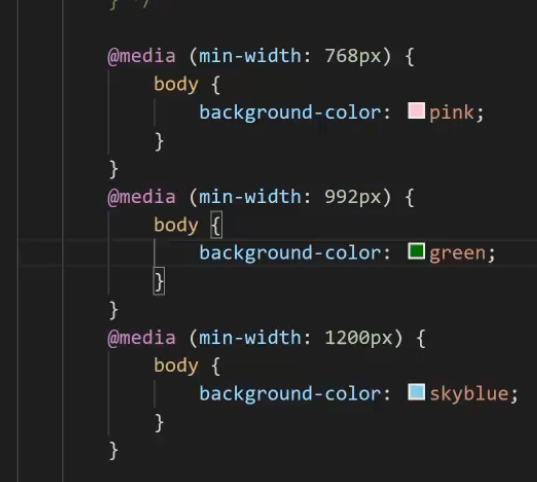 } */
@media (min-width: 768px) {
body {
background-color: pink;
}
}
@media (min-width: 992px) {
body {
background-color: green;
}
}
@media (min-width: 1200px) {
body {
background-color: skyblue;
}
}